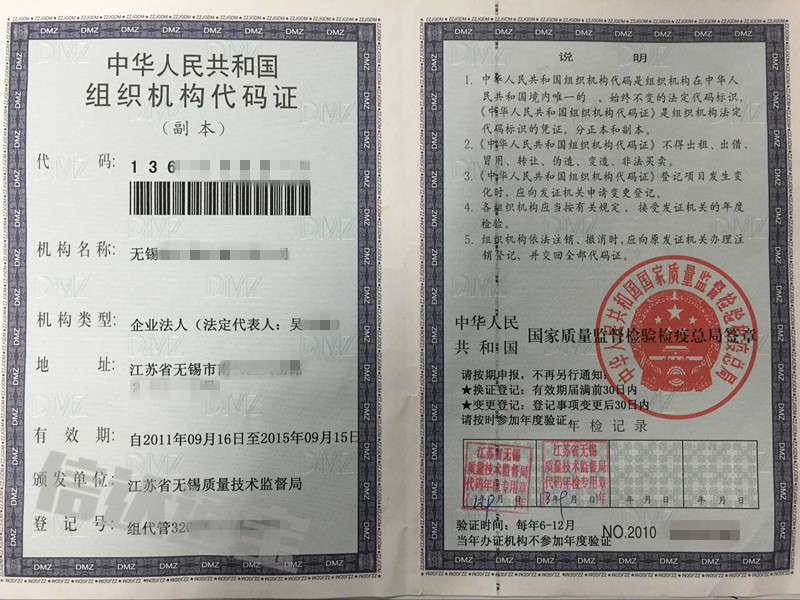 中华人民共和国
组织机构代码证
(副本)
代 码: 136
机构名称: 无锡
机构类型: 企业法人（法定代表人：吴
地 址: 江苏省无锡市
有 效 期: 自2011年09月16日至2015年09月15日
颁发单位: 江苏省无锡质量技术监督局
登 记 号: 组代管320
说 明
1. 中华人民共和国组织机构代码是组织机构在中华人
民共和国境内唯一的、始终不变的法定代码标识，
《中华人民共和国组织机构代码证》是组织机构法定
代码标识的凭证，分正本和副本。
2.《中华人民共和国组织机构代码证》不得出租、出借、
冒用、转让、伪造、变造、非法买卖。
3.《中华人民共和国组织机构代码证》登记项目发生变
化时，应向发证机关申请变更登记。
4. 各组织机构应当按有关规定，接受发证机关的年度
检验。
5. 组织机构依法注销、撤消时，应向原发证机关办理注
销登记，并交回全部代码证。
中华人民
共和国 国家质量监督检验检疫总局签章
中华人民共和国国家质量监督检验检疫总局
请按期申报，不再另行通知：
★换证登记：有效期届满前30日内
★变更登记：登记事项变更后30日内
请按时参加年度验证
年检记录
江苏省无锡
质量技术监督局
代码年检专用章
江苏省无锡
质量技术监督局
代码年检专用章
年 月 日
年 月 日
验证时间：每年6-12月
当年办证机构不参加年度验证
NO.2010